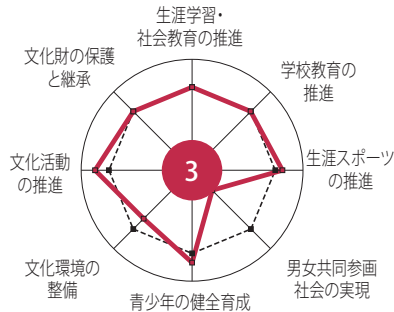 生涯学習・
社会教育の推進
学校教育の
推進
生涯スポーツ
の推進
男女共同参画
社会の実現
青少年の健全育成
文化環境の
整備
文化活動
の推進
文化財の保護
と継承
3